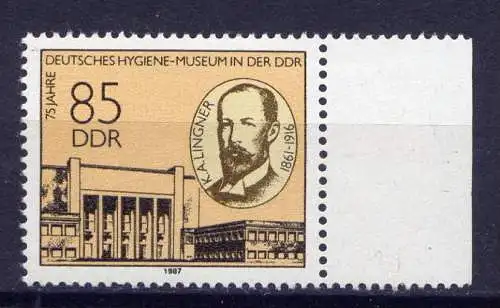 DEUTSCHES HYGIENE-MUSEUM IN DER DDR
75 JAHRE
85
DDR
K.A. LINGNER
1861-1916
1987